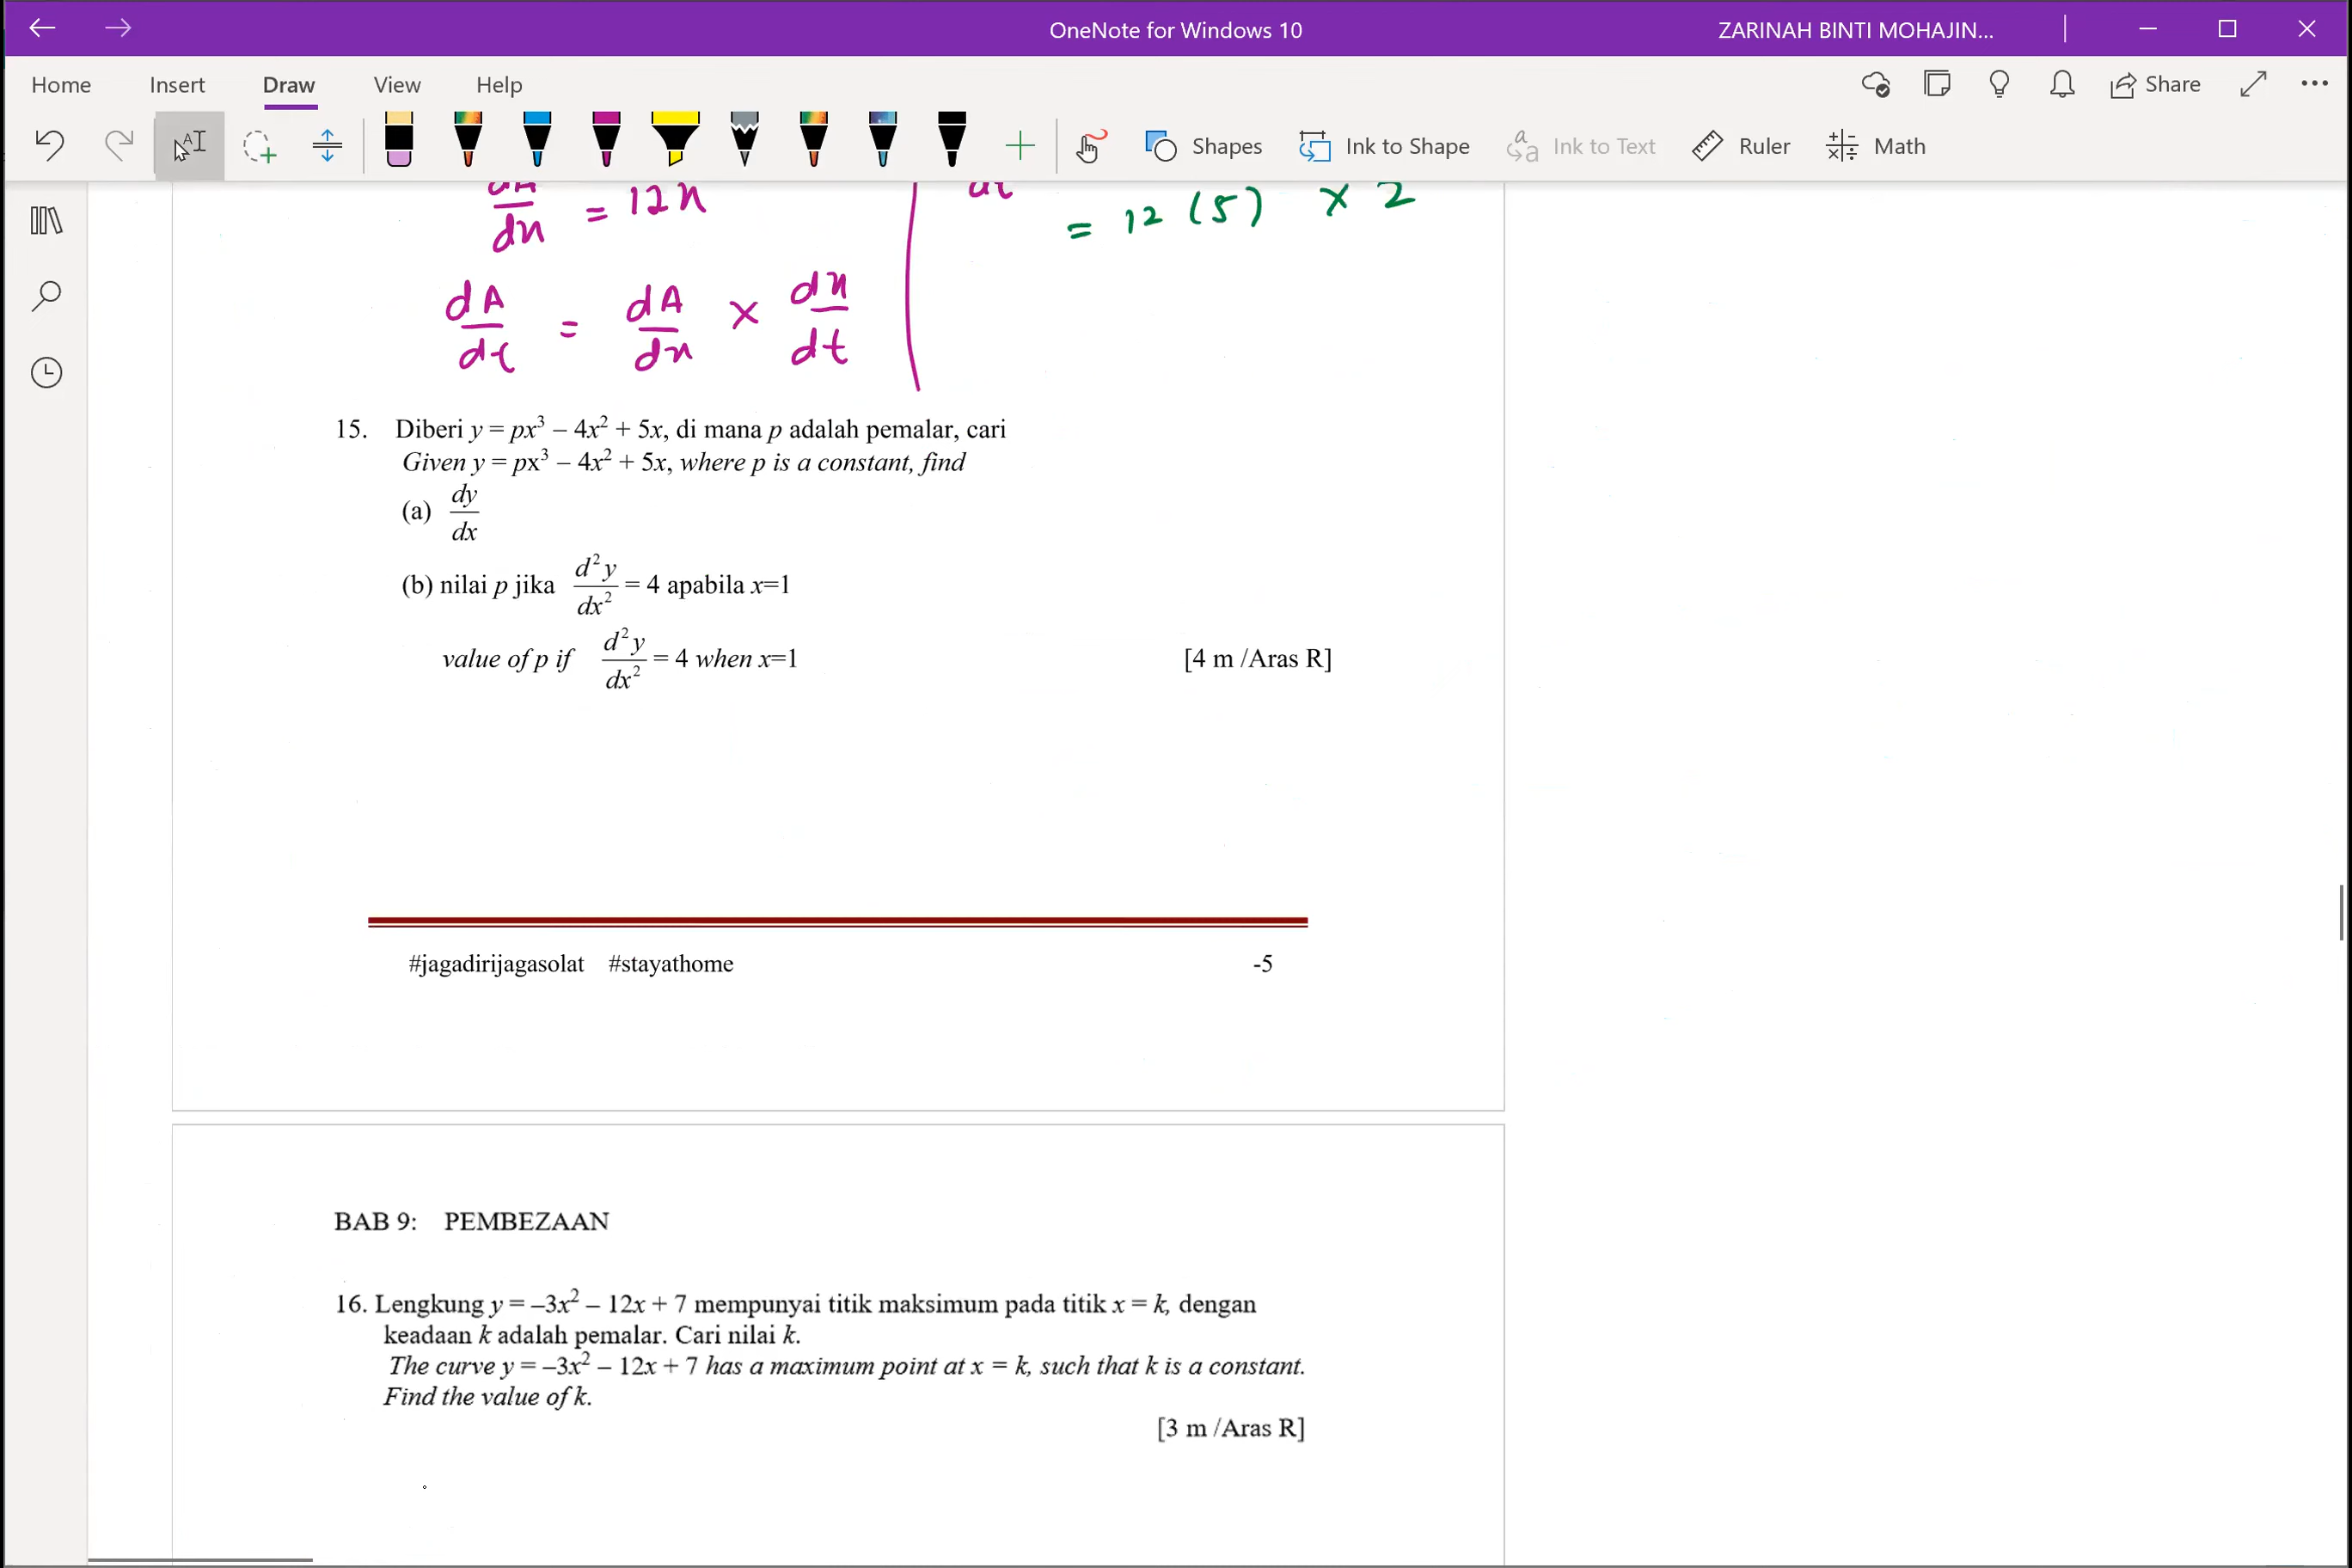 OneNote for Windows 10
ZARINAH BINTI MOHAJIN...
Home Insert Draw View Help
Share
Shapes Ink to Shape Ink to Text Ruler Math
dA/dx = 12x
dt
= 12 (5) × 2
dA/dt = dA/dx × dx/dt
15. Diberi y = px³ – 4x² + 5x, di mana p adalah pemalar, cari
Given y = px³ – 4x² + 5x, where p is a constant, find
(a) dy/dx
(b) nilai p jika d²y/dx² = 4 apabila x=1
value of p if d²y/dx² = 4 when x=1
[4 m /Aras R]
#jagadirijagasolat #stayathome
-5
BAB 9: PEMBEZAAN
16. Lengkung y = –3x² – 12x + 7 mempunyai titik maksimum pada titik x = k, dengan
keadaan k adalah pemalar. Cari nilai k.
The curve y = –3x² – 12x + 7 has a maximum point at x = k, such that k is a constant.
Find the value of k.
[3 m /Aras R]